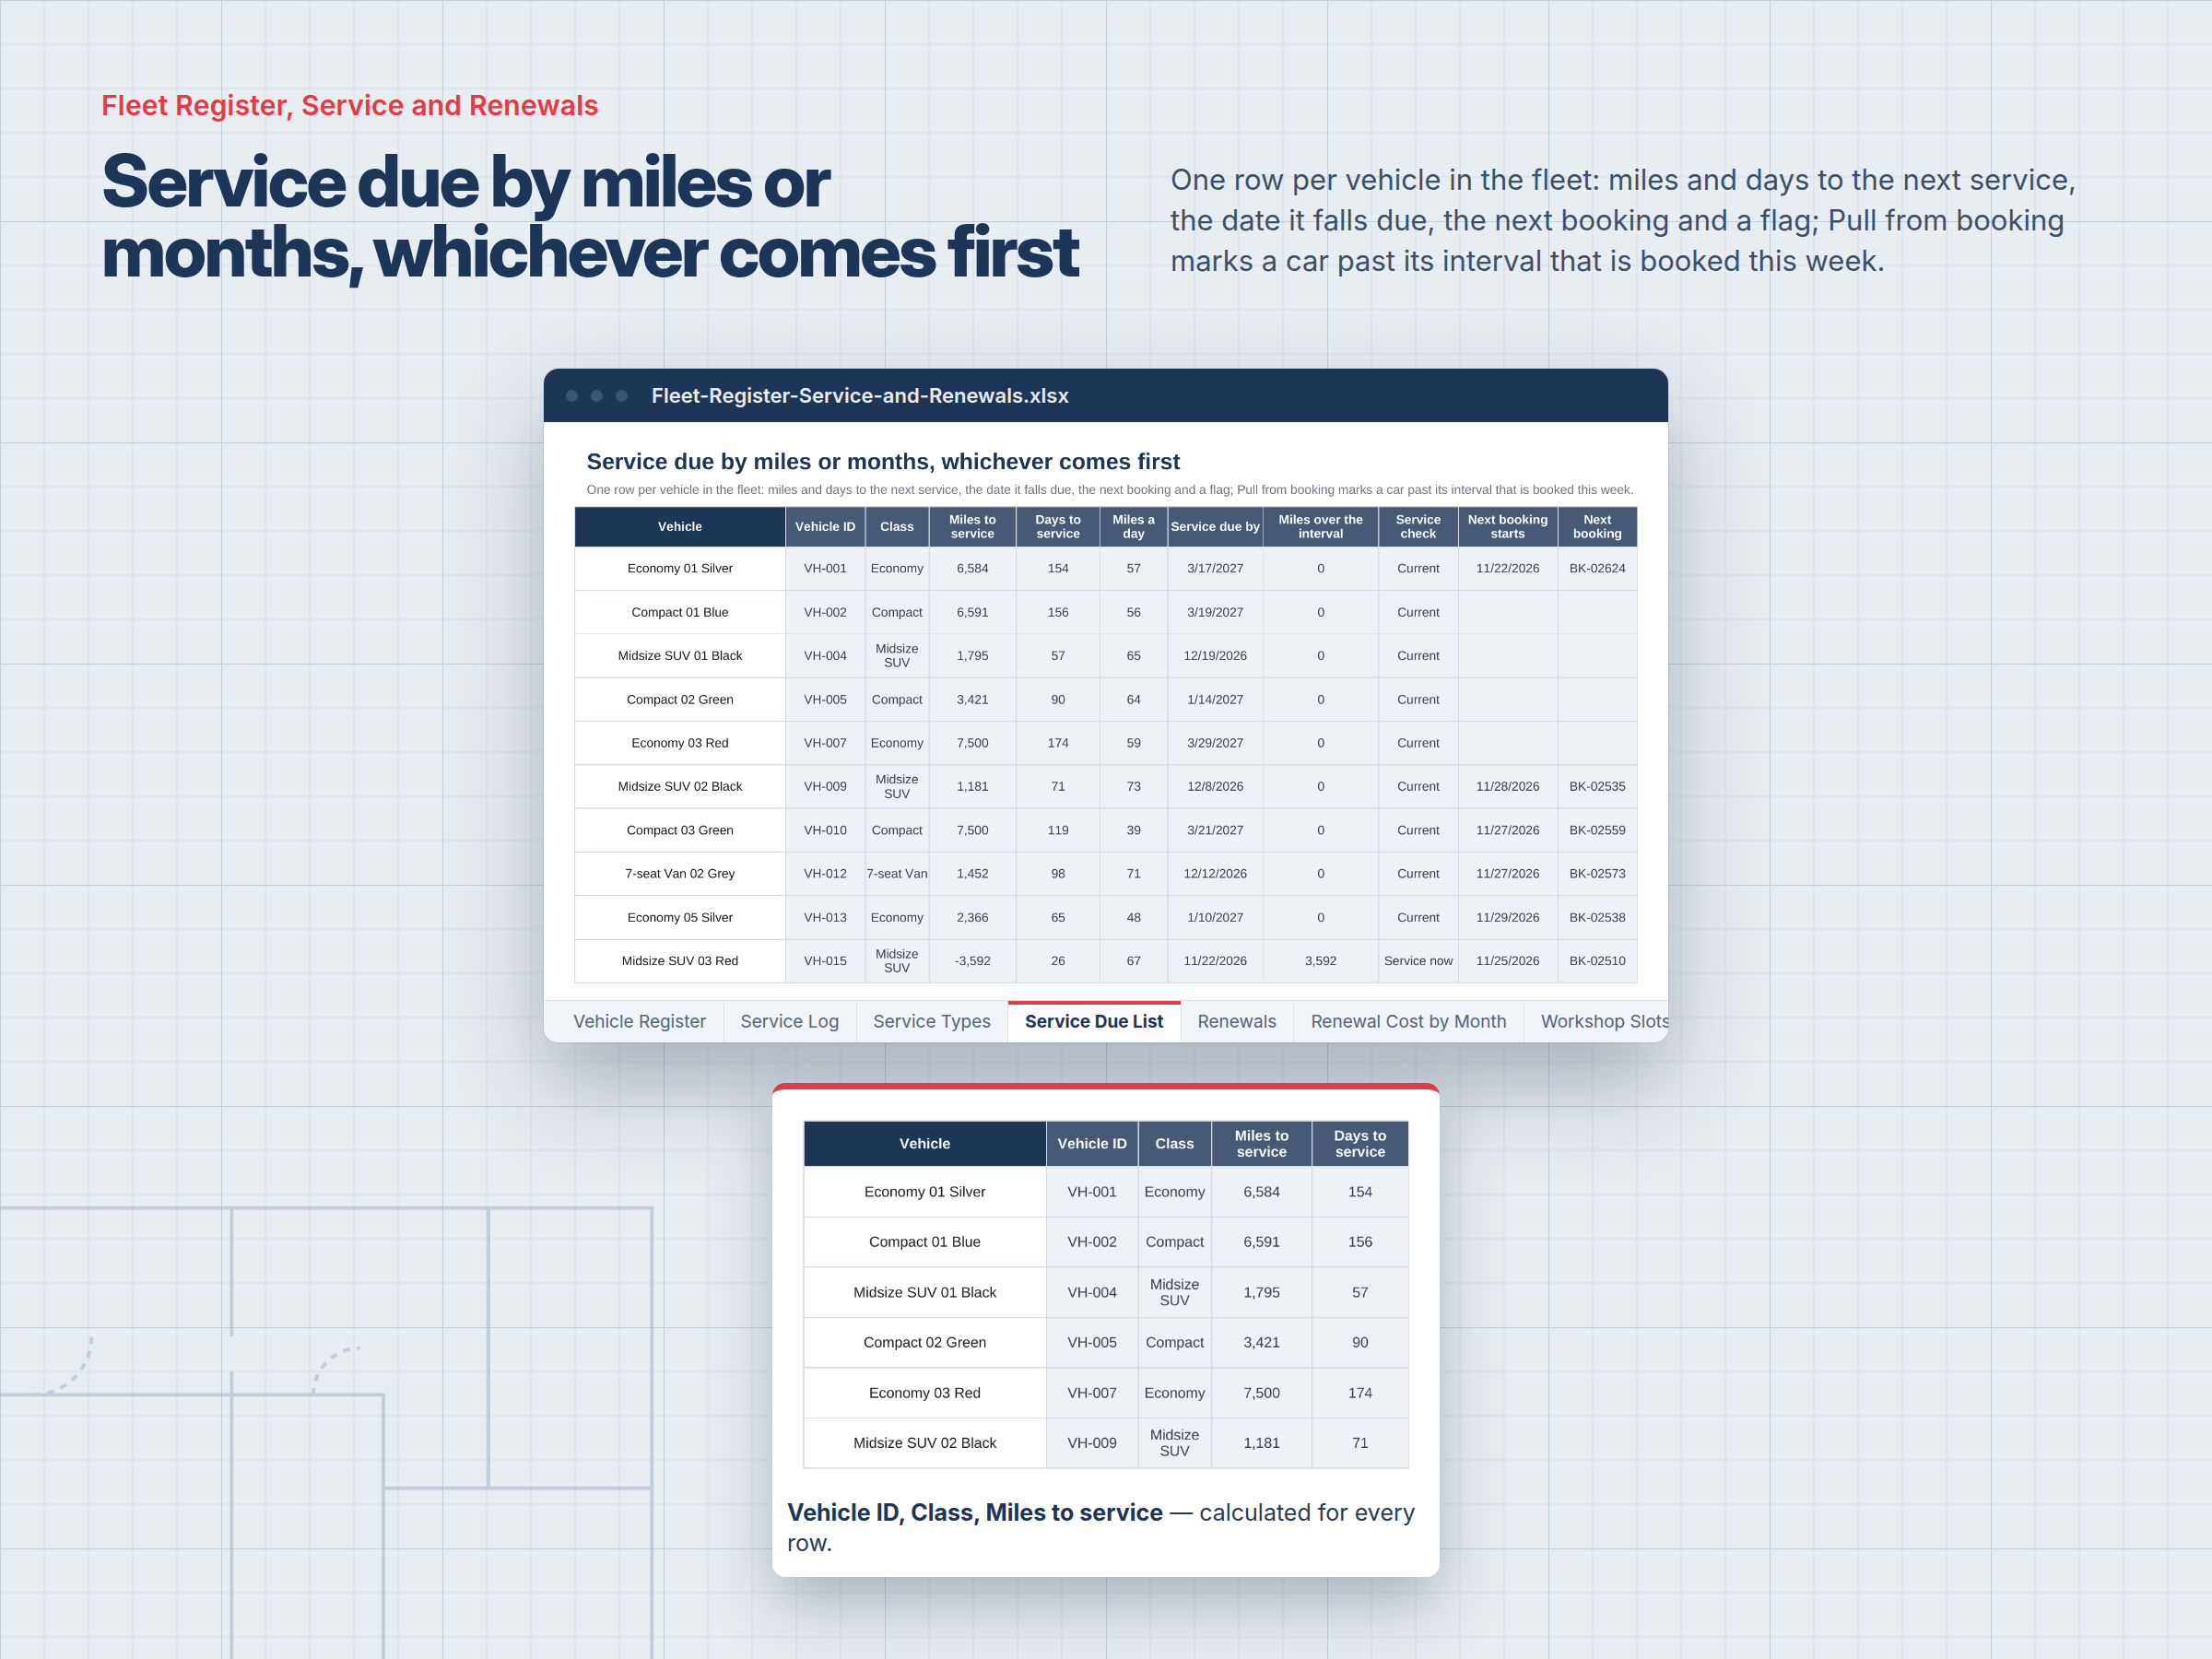 Fleet Register, Service and Renewals
Service due by miles or
months, whichever comes first
One row per vehicle in the fleet: miles and days to the next service,
the date it falls due, the next booking and a flag; Pull from booking
marks a car past its interval that is booked this week.
Fleet-Register-Service-and-Renewals.xlsx
Service due by miles or months, whichever comes first
One row per vehicle in the fleet: miles and days to the next service, the date it falls due, the next booking and a flag; Pull from booking marks a car past its interval that is booked this week.
Vehicle Vehicle ID Class Miles to service Days to service Miles a day Service due by Miles over the interval Service check Next booking starts Next booking
Economy 01 Silver VH-001 Economy 6,584 154 57 3/17/2027 0 Current 11/22/2026 BK-02624
Compact 01 Blue VH-002 Compact 6,591 156 56 3/19/2027 0 Current
Midsize SUV 01 Black VH-004 Midsize SUV 1,795 57 65 12/19/2026 0 Current
Compact 02 Green VH-005 Compact 3,421 90 64 1/14/2027 0 Current
Economy 03 Red VH-007 Economy 7,500 174 59 3/29/2027 0 Current
Midsize SUV 02 Black VH-009 Midsize SUV 1,181 71 73 12/8/2026 0 Current 11/28/2026 BK-02535
Compact 03 Green VH-010 Compact 7,500 119 39 3/21/2027 0 Current 11/27/2026 BK-02559
7-seat Van 02 Grey VH-012 7-seat Van 1,452 98 71 12/12/2026 0 Current 11/27/2026 BK-02573
Economy 05 Silver VH-013 Economy 2,366 65 48 1/10/2027 0 Current 11/29/2026 BK-02538
Midsize SUV 03 Red VH-015 Midsize SUV -3,592 26 67 11/22/2026 3,592 Service now 11/25/2026 BK-02510
Vehicle Register Service Log Service Types Service Due List Renewals Renewal Cost by Month Workshop Slots
Vehicle Vehicle ID Class Miles to service Days to service
Economy 01 Silver VH-001 Economy 6,584 154
Compact 01 Blue VH-002 Compact 6,591 156
Midsize SUV 01 Black VH-004 Midsize SUV 1,795 57
Compact 02 Green VH-005 Compact 3,421 90
Economy 03 Red VH-007 Economy 7,500 174
Midsize SUV 02 Black VH-009 Midsize SUV 1,181 71
Vehicle ID, Class, Miles to service — calculated for every
row.